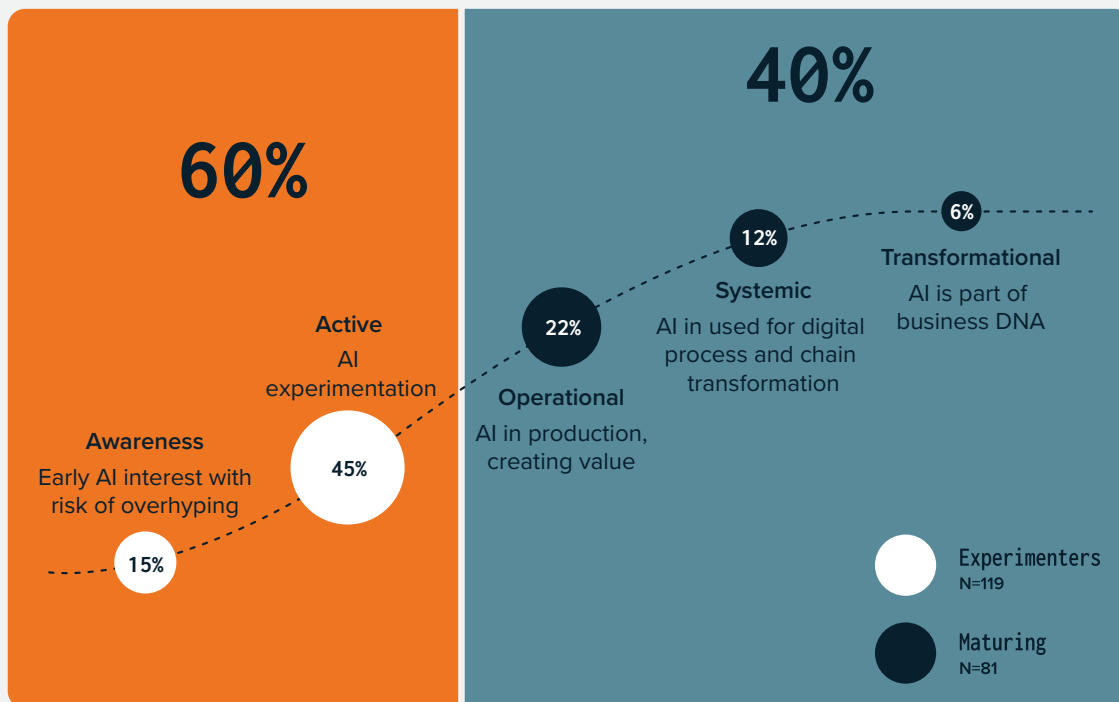 60%
40%
Awareness
Early AI interest with
risk of overhyping
15%
Active
AI
experimentation
45%
22%
Operational
AI in production,
creating value
12%
Systemic
AI in used for digital
process and chain
transformation
6%
Transformational
AI is part of
business DNA
Experimenters
N=119
Maturing
N=81